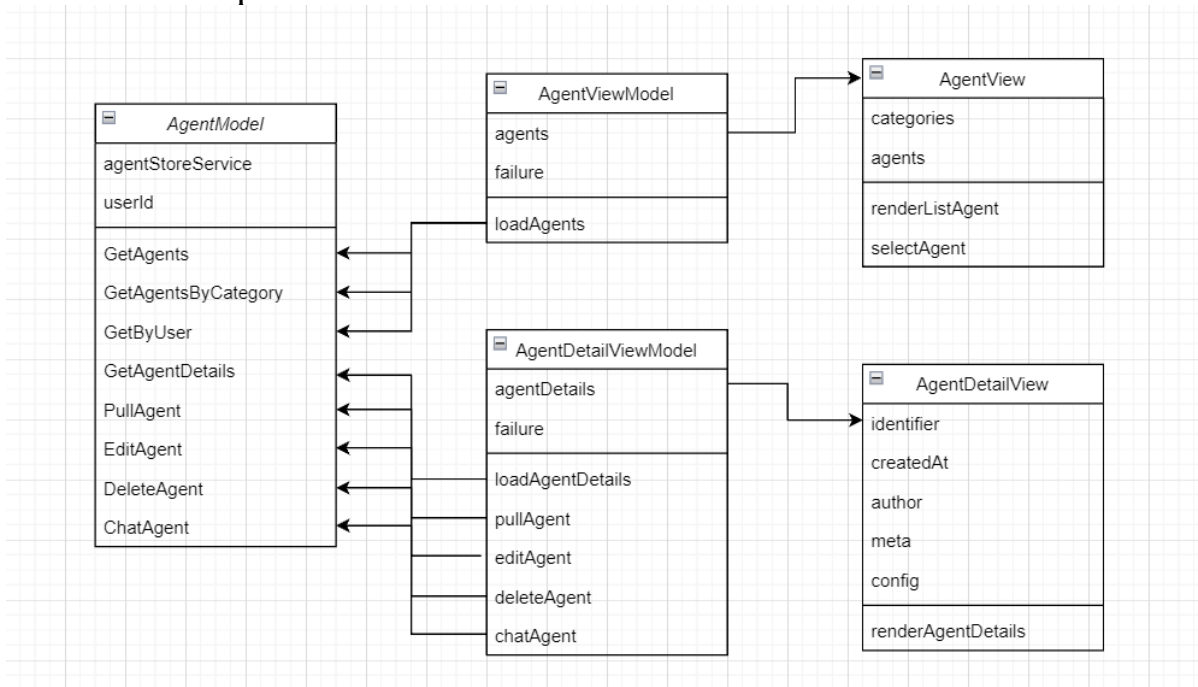 AgentModel
agentStoreService
userId
GetAgents
GetAgentsByCategory
GetByUser
GetAgentDetails
PullAgent
EditAgent
DeleteAgent
ChatAgent
AgentViewModel
agents
failure
loadAgents
AgentDetailViewModel
agentDetails
failure
loadAgentDetails
pullAgent
editAgent
deleteAgent
chatAgent
AgentView
categories
agents
renderListAgent
selectAgent
AgentDetailView
identifier
createdAt
author
meta
config
renderAgentDetails